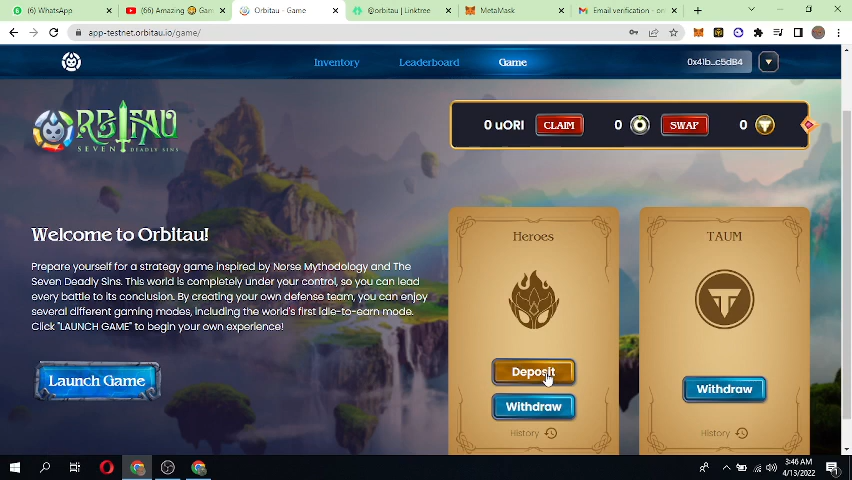 (6) WhatsApp
(66) Amazing
Gam
Orbitau - Game
@orbitau | Linktree
MetaMask
Email verification - or
app-testnet.orbitau.io/game/
Inventory
Leaderboard
Game
0x41b...c5dB4
ORBITAU
SEVEN DEADLY SINS
0 uORI
CLAIM
0
SWAP
0
Welcome to Orbitau!
Prepare yourself for a strategy game inspired by Norse Mythology and The
Seven Deadly Sins. This world is completely under your control, so you can lead
every battle to its conclusion. By creating your own defense team, you can enjoy
several different gaming modes, including the world's first idle-to-earn mode.
Click "LAUNCH GAME" to begin your own experience!
Launch Game
Heroes
Deposit
Withdraw
History
TAUM
Withdraw
History
3:46 AM
4/13/2022